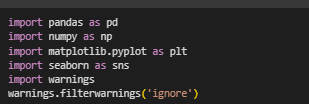 import pandas as pd
import numpy as np
import matplotlib.pyplot as plt
import seaborn as sns
import warnings
warnings.filterwarnings('ignore')